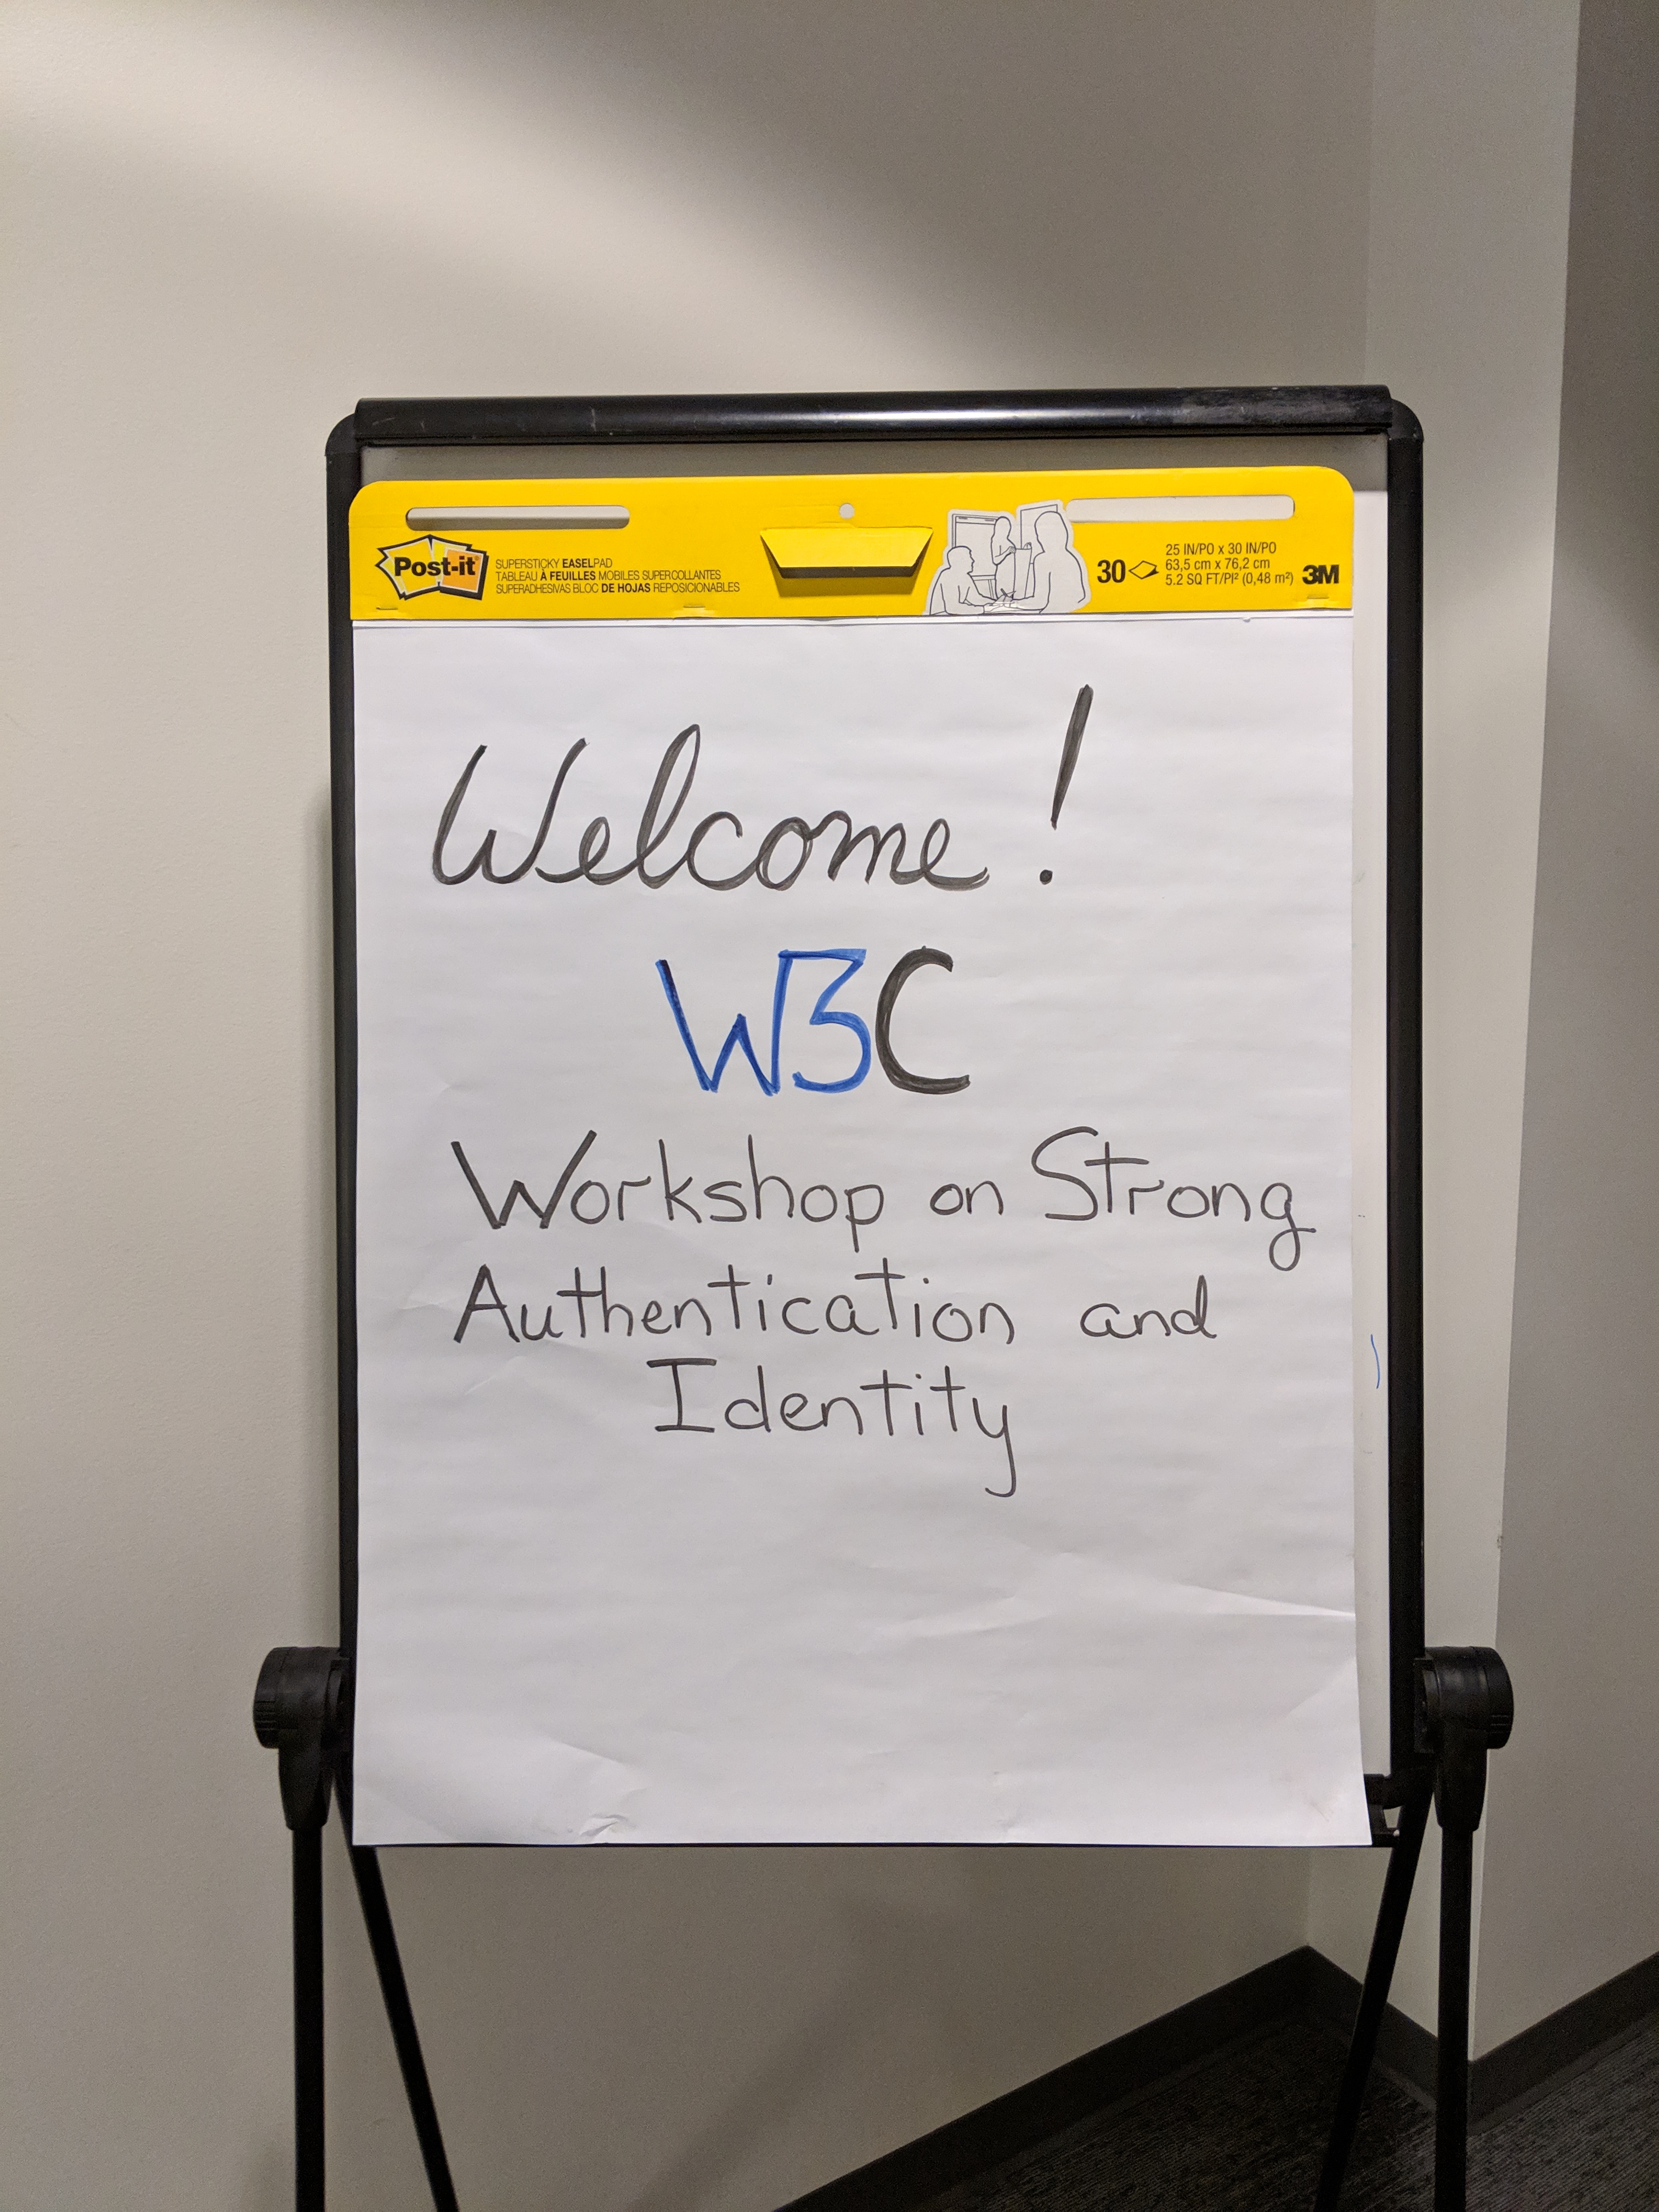 Post-it
SUPERSTICKY EASELPAD
TABLEAU À FEUILLES MOBILES SUPERCOLLANTES
SUPERADHESIVAS BLOC DE HOJAS REPOSICIONABLES
30
25 IN/PO x 30 IN/PO
63,5 cm x 76,2 cm
5.2 SQ FT/PI² (0,48 m²)
3M
Welcome!
W3C
Workshop on Strong
Authentication and
Identity